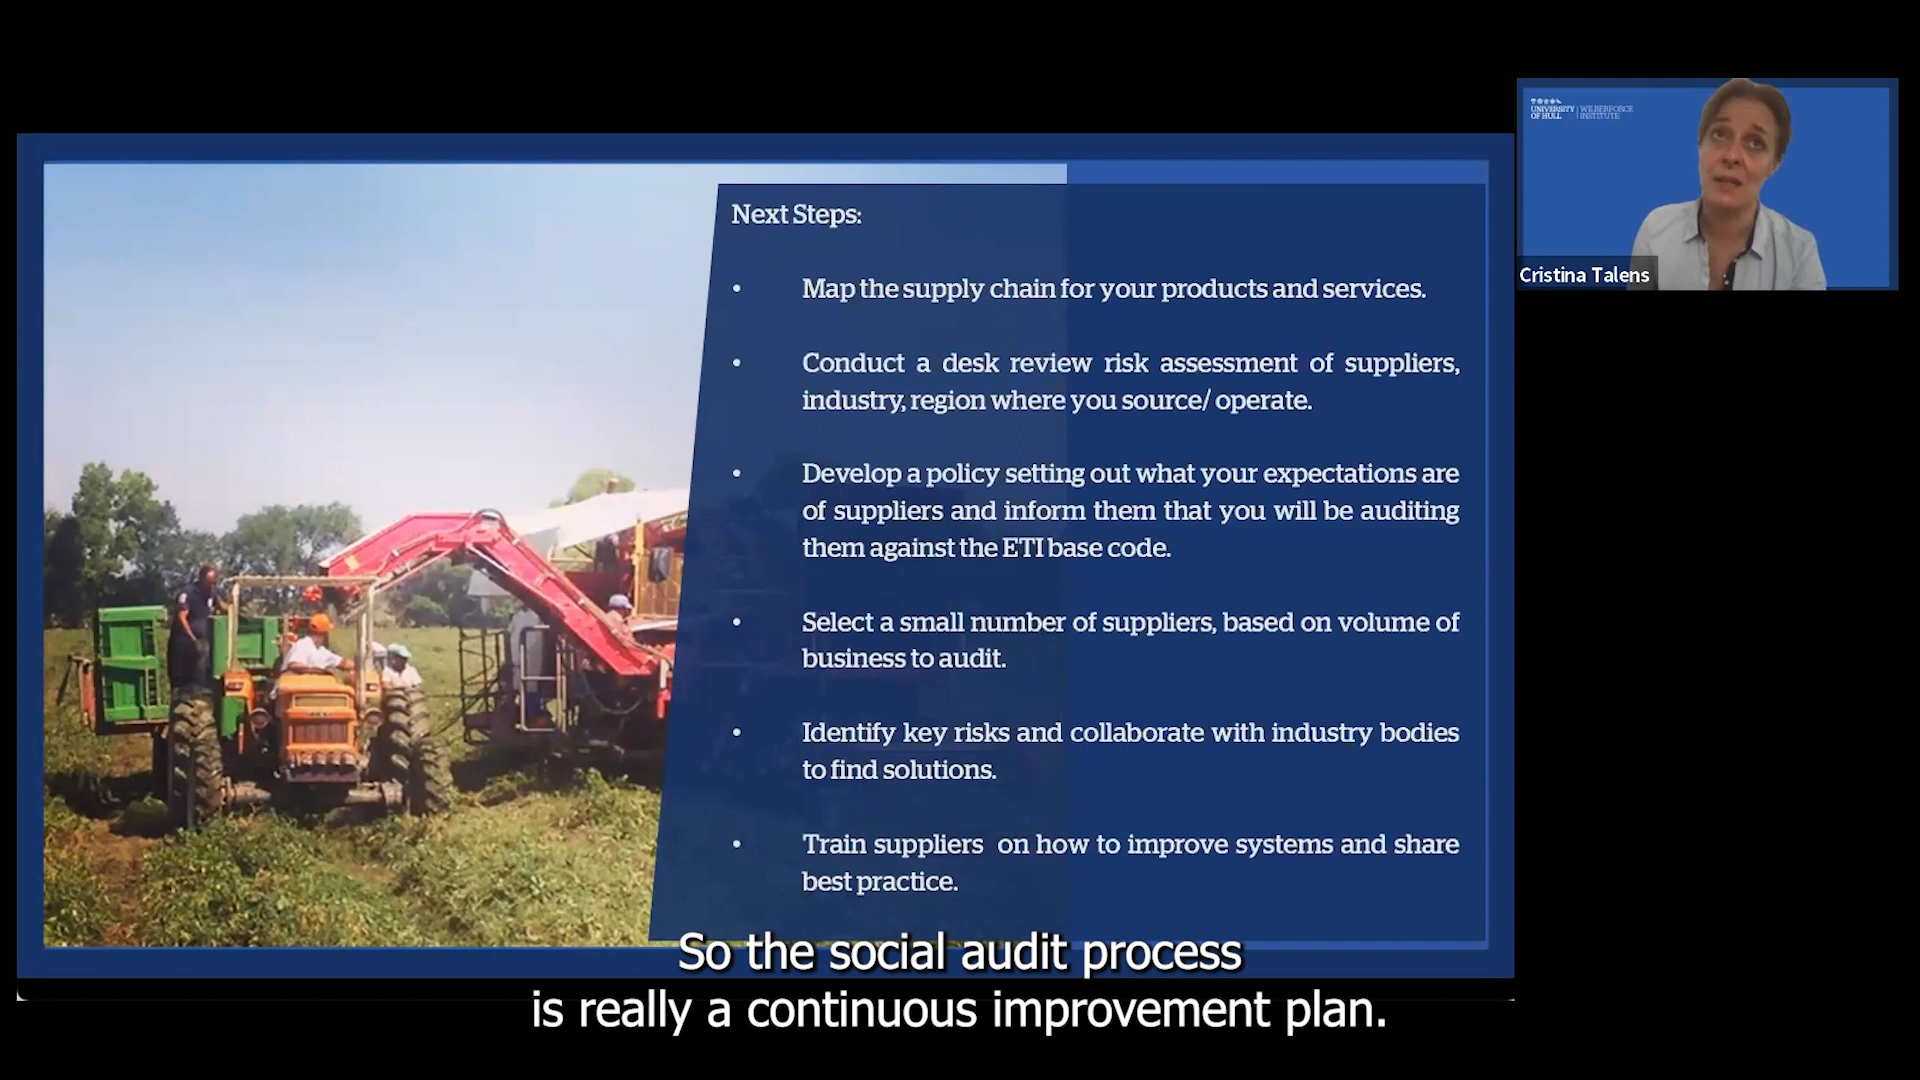 Next Steps:
• Map the supply chain for your products and services.
• Conduct a desk review risk assessment of suppliers,
industry, region where you source/ operate.
• Develop a policy setting out what your expectations are
of suppliers and inform them that you will be auditing
them against the ETI base code.
• Select a small number of suppliers, based on volume of
business to audit.
• Identify key risks and collaborate with industry bodies
to find solutions.
• Train suppliers on how to improve systems and share
best practice.
UNIVERSITY
OF HULL
WILBERFORCE
INSTITUTE
Cristina Talens
So the social audit process
is really a continuous improvement plan.